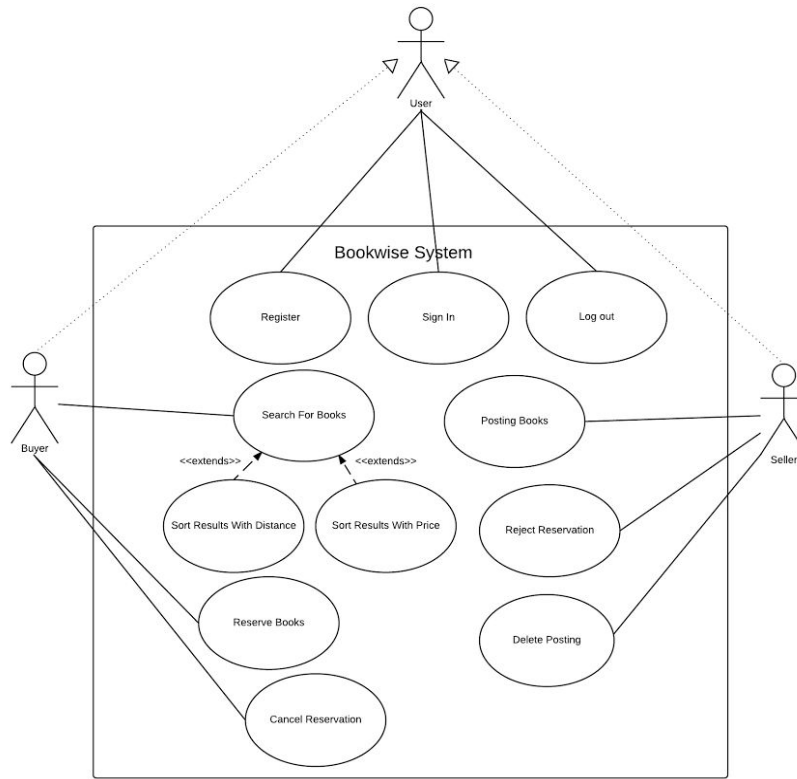 User
Bookwise System
Register
Sign In
Log out
Search For Books
Posting Books
Buyer
Seller
<<extends>>
<<extends>>
Sort Results With Distance
Sort Results With Price
Reject Reservation
Reserve Books
Delete Posting
Cancel Reservation